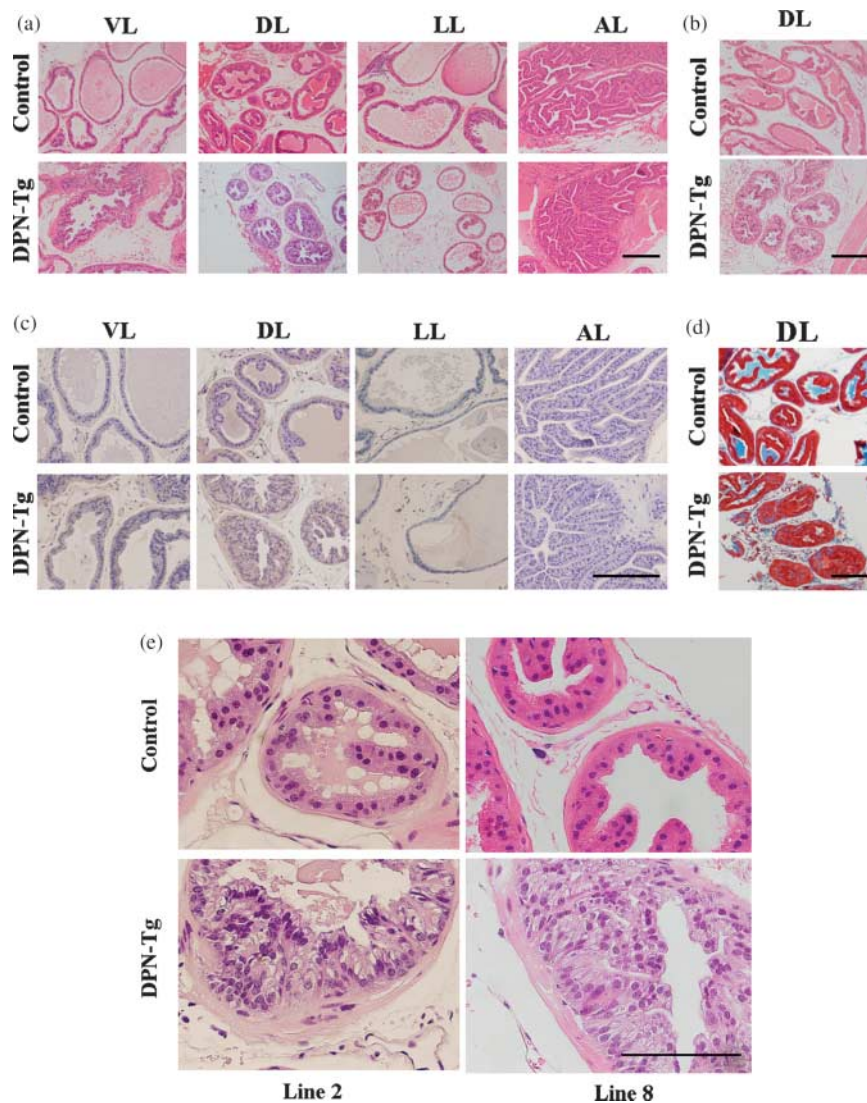 (a) VL DL LL AL (b) DL
Control Control
DPN-Tg DPN-Tg
(c) VL DL LL AL (d) DL
Control Control
DPN-Tg DPN-Tg
(e)
Control
DPN-Tg
Line 2 Line 8